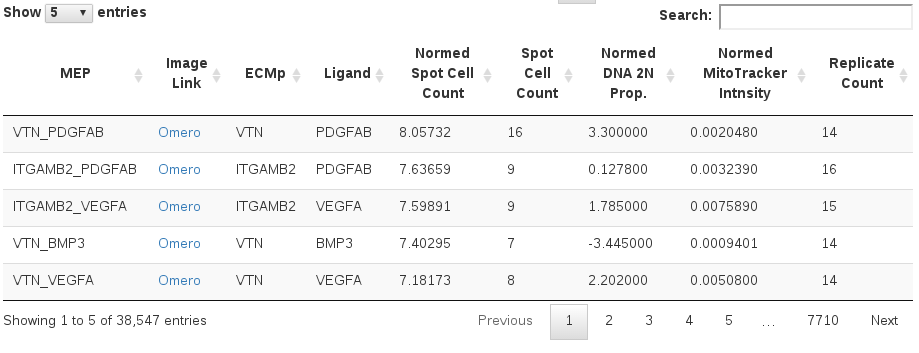 Show 5 entries
Search:
MEP Image Link ECMp Ligand Normed Spot Cell Count Spot Cell Count Normed DNA 2N Prop. Normed MitoTracker Intnsity Replicate Count
VTN_PDGFAB Omero VTN PDGFAB 8.05732 16 3.300000 0.0020480 14
ITGAMB2_PDGFAB Omero ITGAMB2 PDGFAB 7.63659 9 0.127800 0.0032390 16
ITGAMB2_VEGFA Omero ITGAMB2 VEGFA 7.59891 9 1.785000 0.0075890 15
VTN_BMP3 Omero VTN BMP3 7.40295 7 -3.445000 0.0009401 14
VTN_VEGFA Omero VTN VEGFA 7.18173 8 2.202000 0.0050800 14
Showing 1 to 5 of 38,547 entries
Previous 1 2 3 4 5 ... 7710 Next